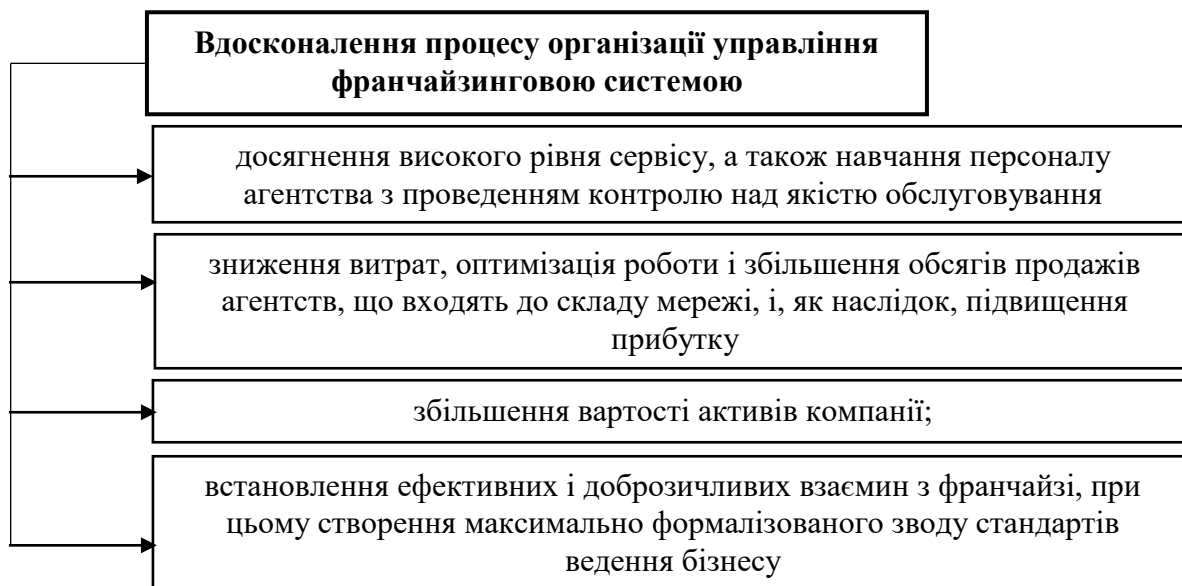 Вдосконалення процесу організації управління
франчайзинговою системою
досягнення високого рівня сервісу, а також навчання персоналу
агентства з проведенням контролю над якістю обслуговування
зниження витрат, оптимізація роботи і збільшення обсягів продажів
агентств, що входять до складу мережі, і, як наслідок, підвищення
прибутку
збільшення вартості активів компанії;
встановлення ефективних і доброзичливих взаємин з франчайзі, при
цьому створення максимально формалізованого зводу стандартів
ведення бізнесу